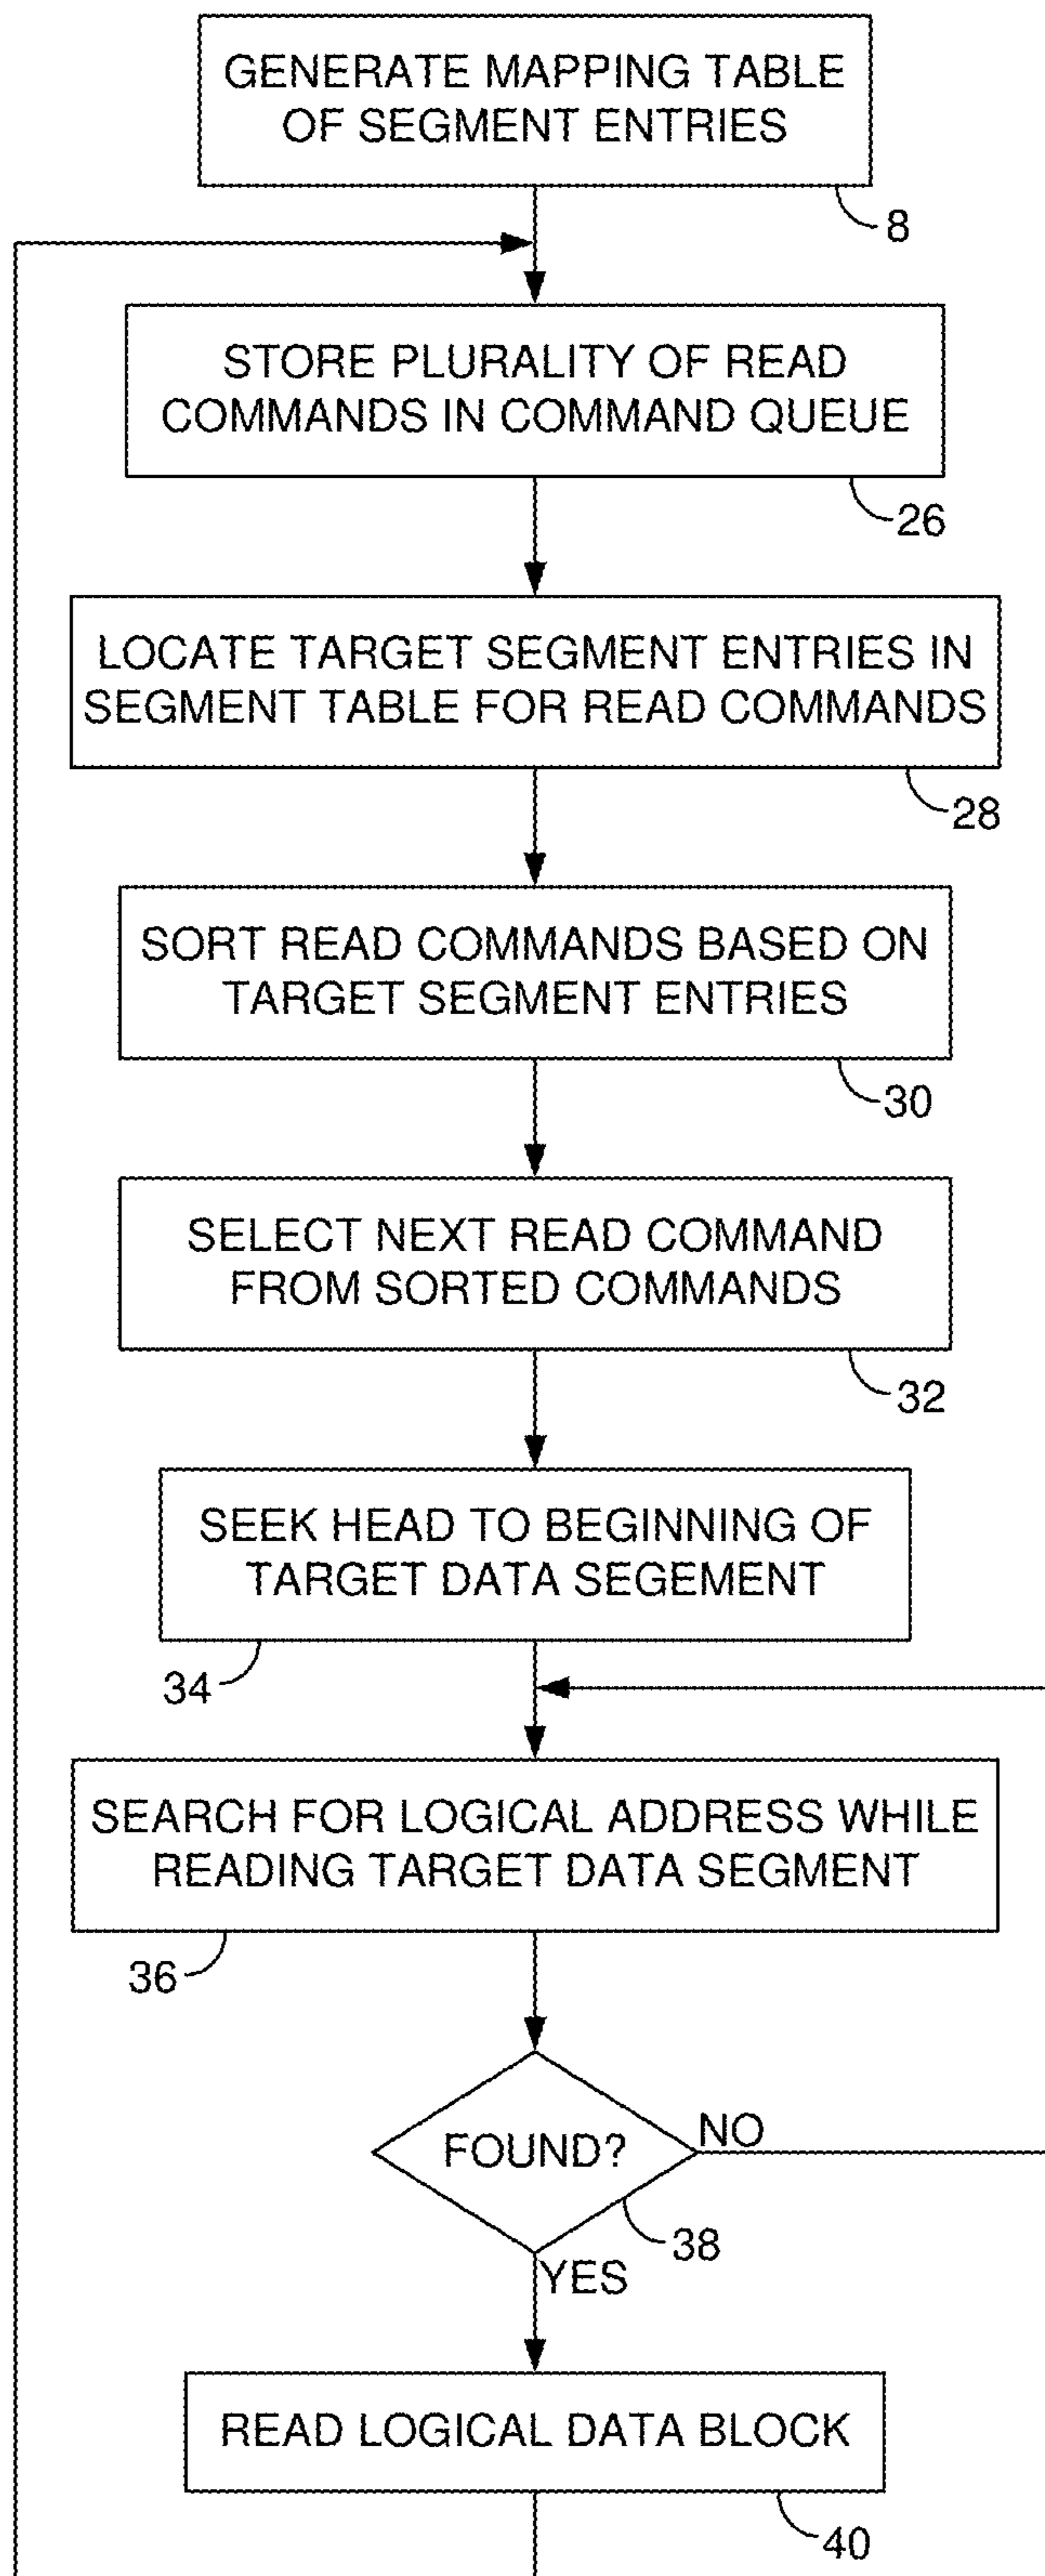 GENERATE MAPPING TABLE
OF SEGMENT ENTRIES
8
STORE PLURALITY OF READ
COMMANDS IN COMMAND QUEUE
26
LOCATE TARGET SEGMENT ENTRIES IN
SEGMENT TABLE FOR READ COMMANDS
28
SORT READ COMMANDS BASED ON
TARGET SEGMENT ENTRIES
30
SELECT NEXT READ COMMAND
FROM SORTED COMMANDS
32
SEEK HEAD TO BEGINNING OF
TARGET DATA SEGEMENT
34
SEARCH FOR LOGICAL ADDRESS WHILE
READING TARGET DATA SEGMENT
36
FOUND?
NO
38
YES
READ LOGICAL DATA BLOCK
40